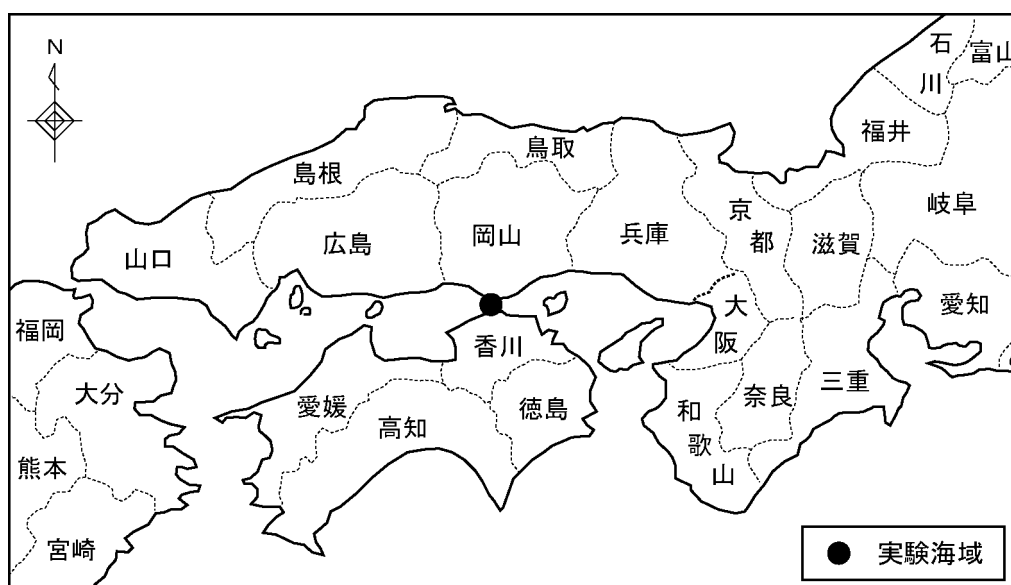 N
石川
富山
福井
鳥取
島根
岐阜
京都
兵庫
岡山
広島
滋賀
山口
愛知
大阪
福岡
香川
三重
大分
奈良
徳島
愛媛
和歌山
高知
熊本
宮崎
実験海域